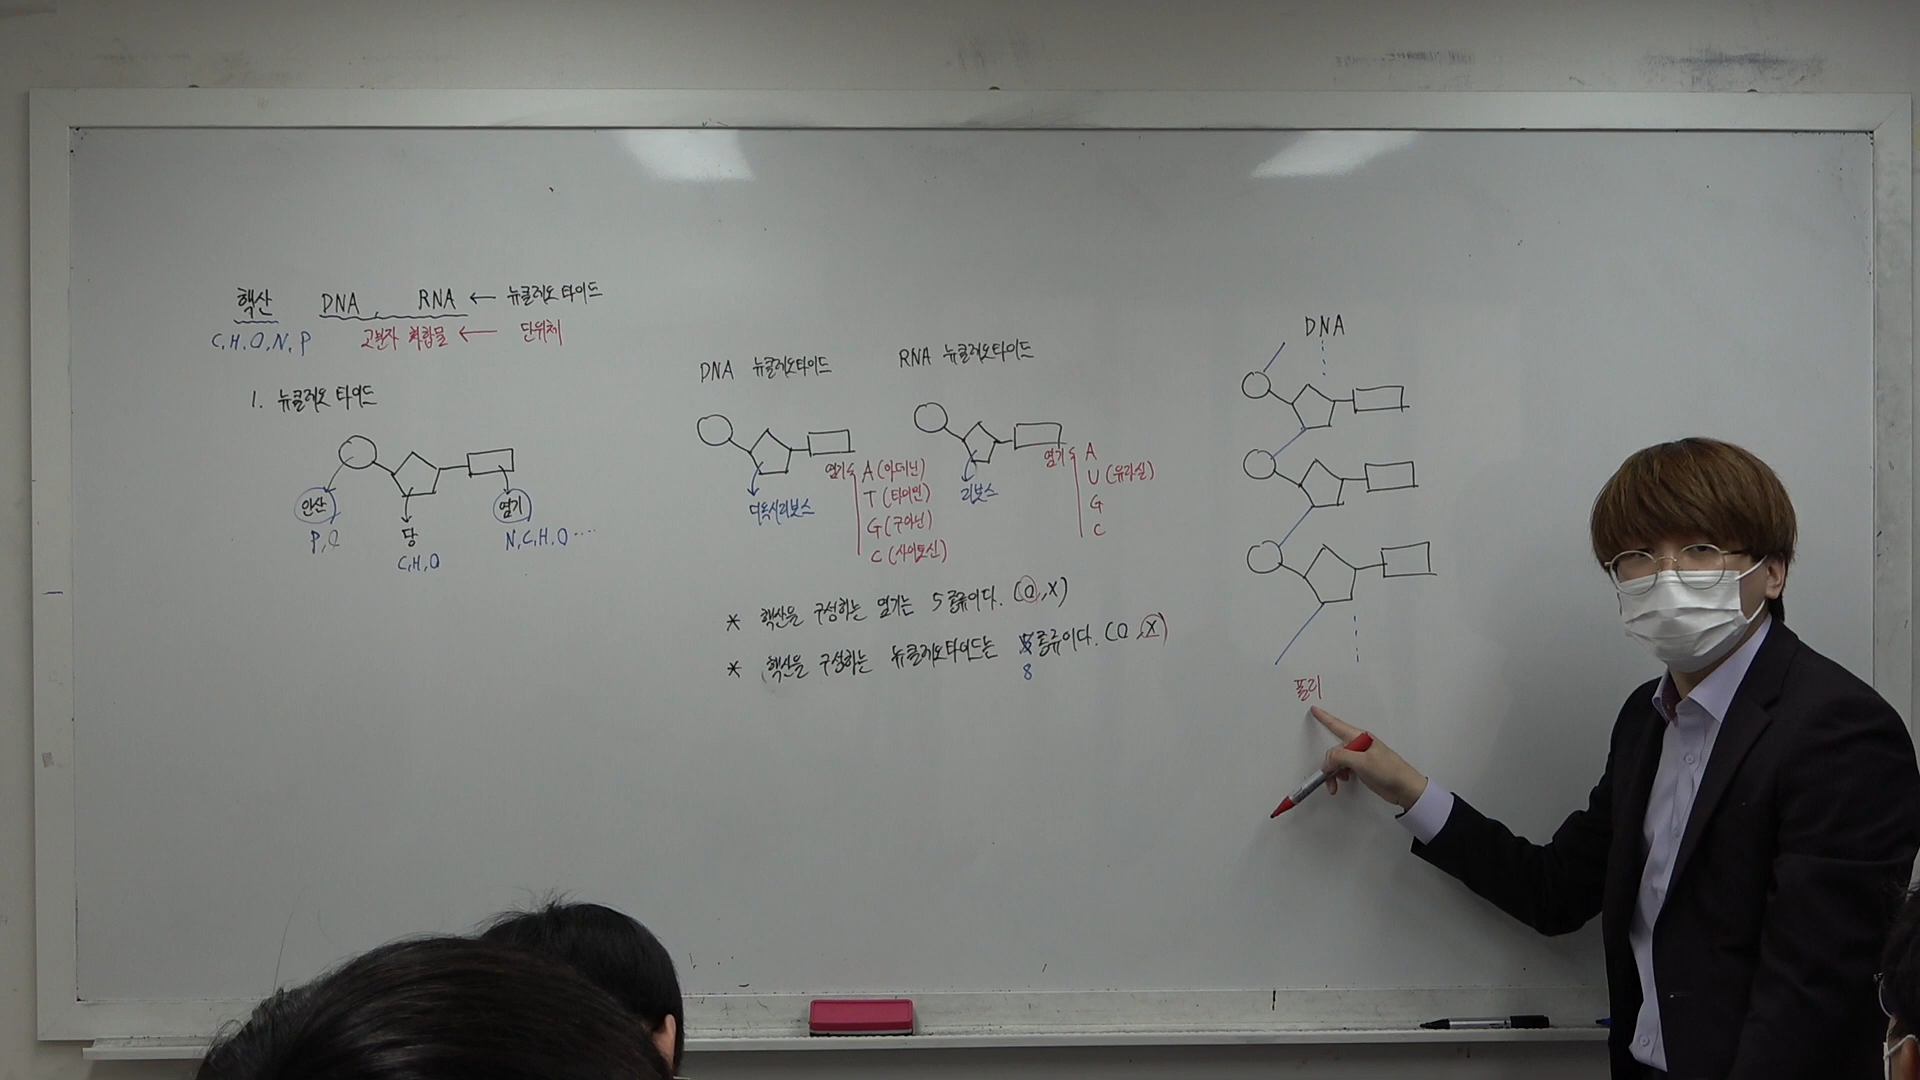 핵산 DNA, RNA ← 뉴클레오타이드
C,H,O,N,P 고분자 화합물 ← 단위체
1. 뉴클레오타이드
인산 당 염기
P,O C,H,O N,C,H,O····
DNA 뉴클레오타이드
디옥시리보스
염기 A (아데닌)
T (타이민)
G (구아닌)
C (사이토신)
RNA 뉴클레오타이드
리보스
염기 A
U (유라실)
G
C
* 핵산을 구성하는 염기는 5종류이다. (O,X)
* 핵산을 구성하는 뉴클레오타이드는 종류이다. (O,X)
8
DNA
폴리